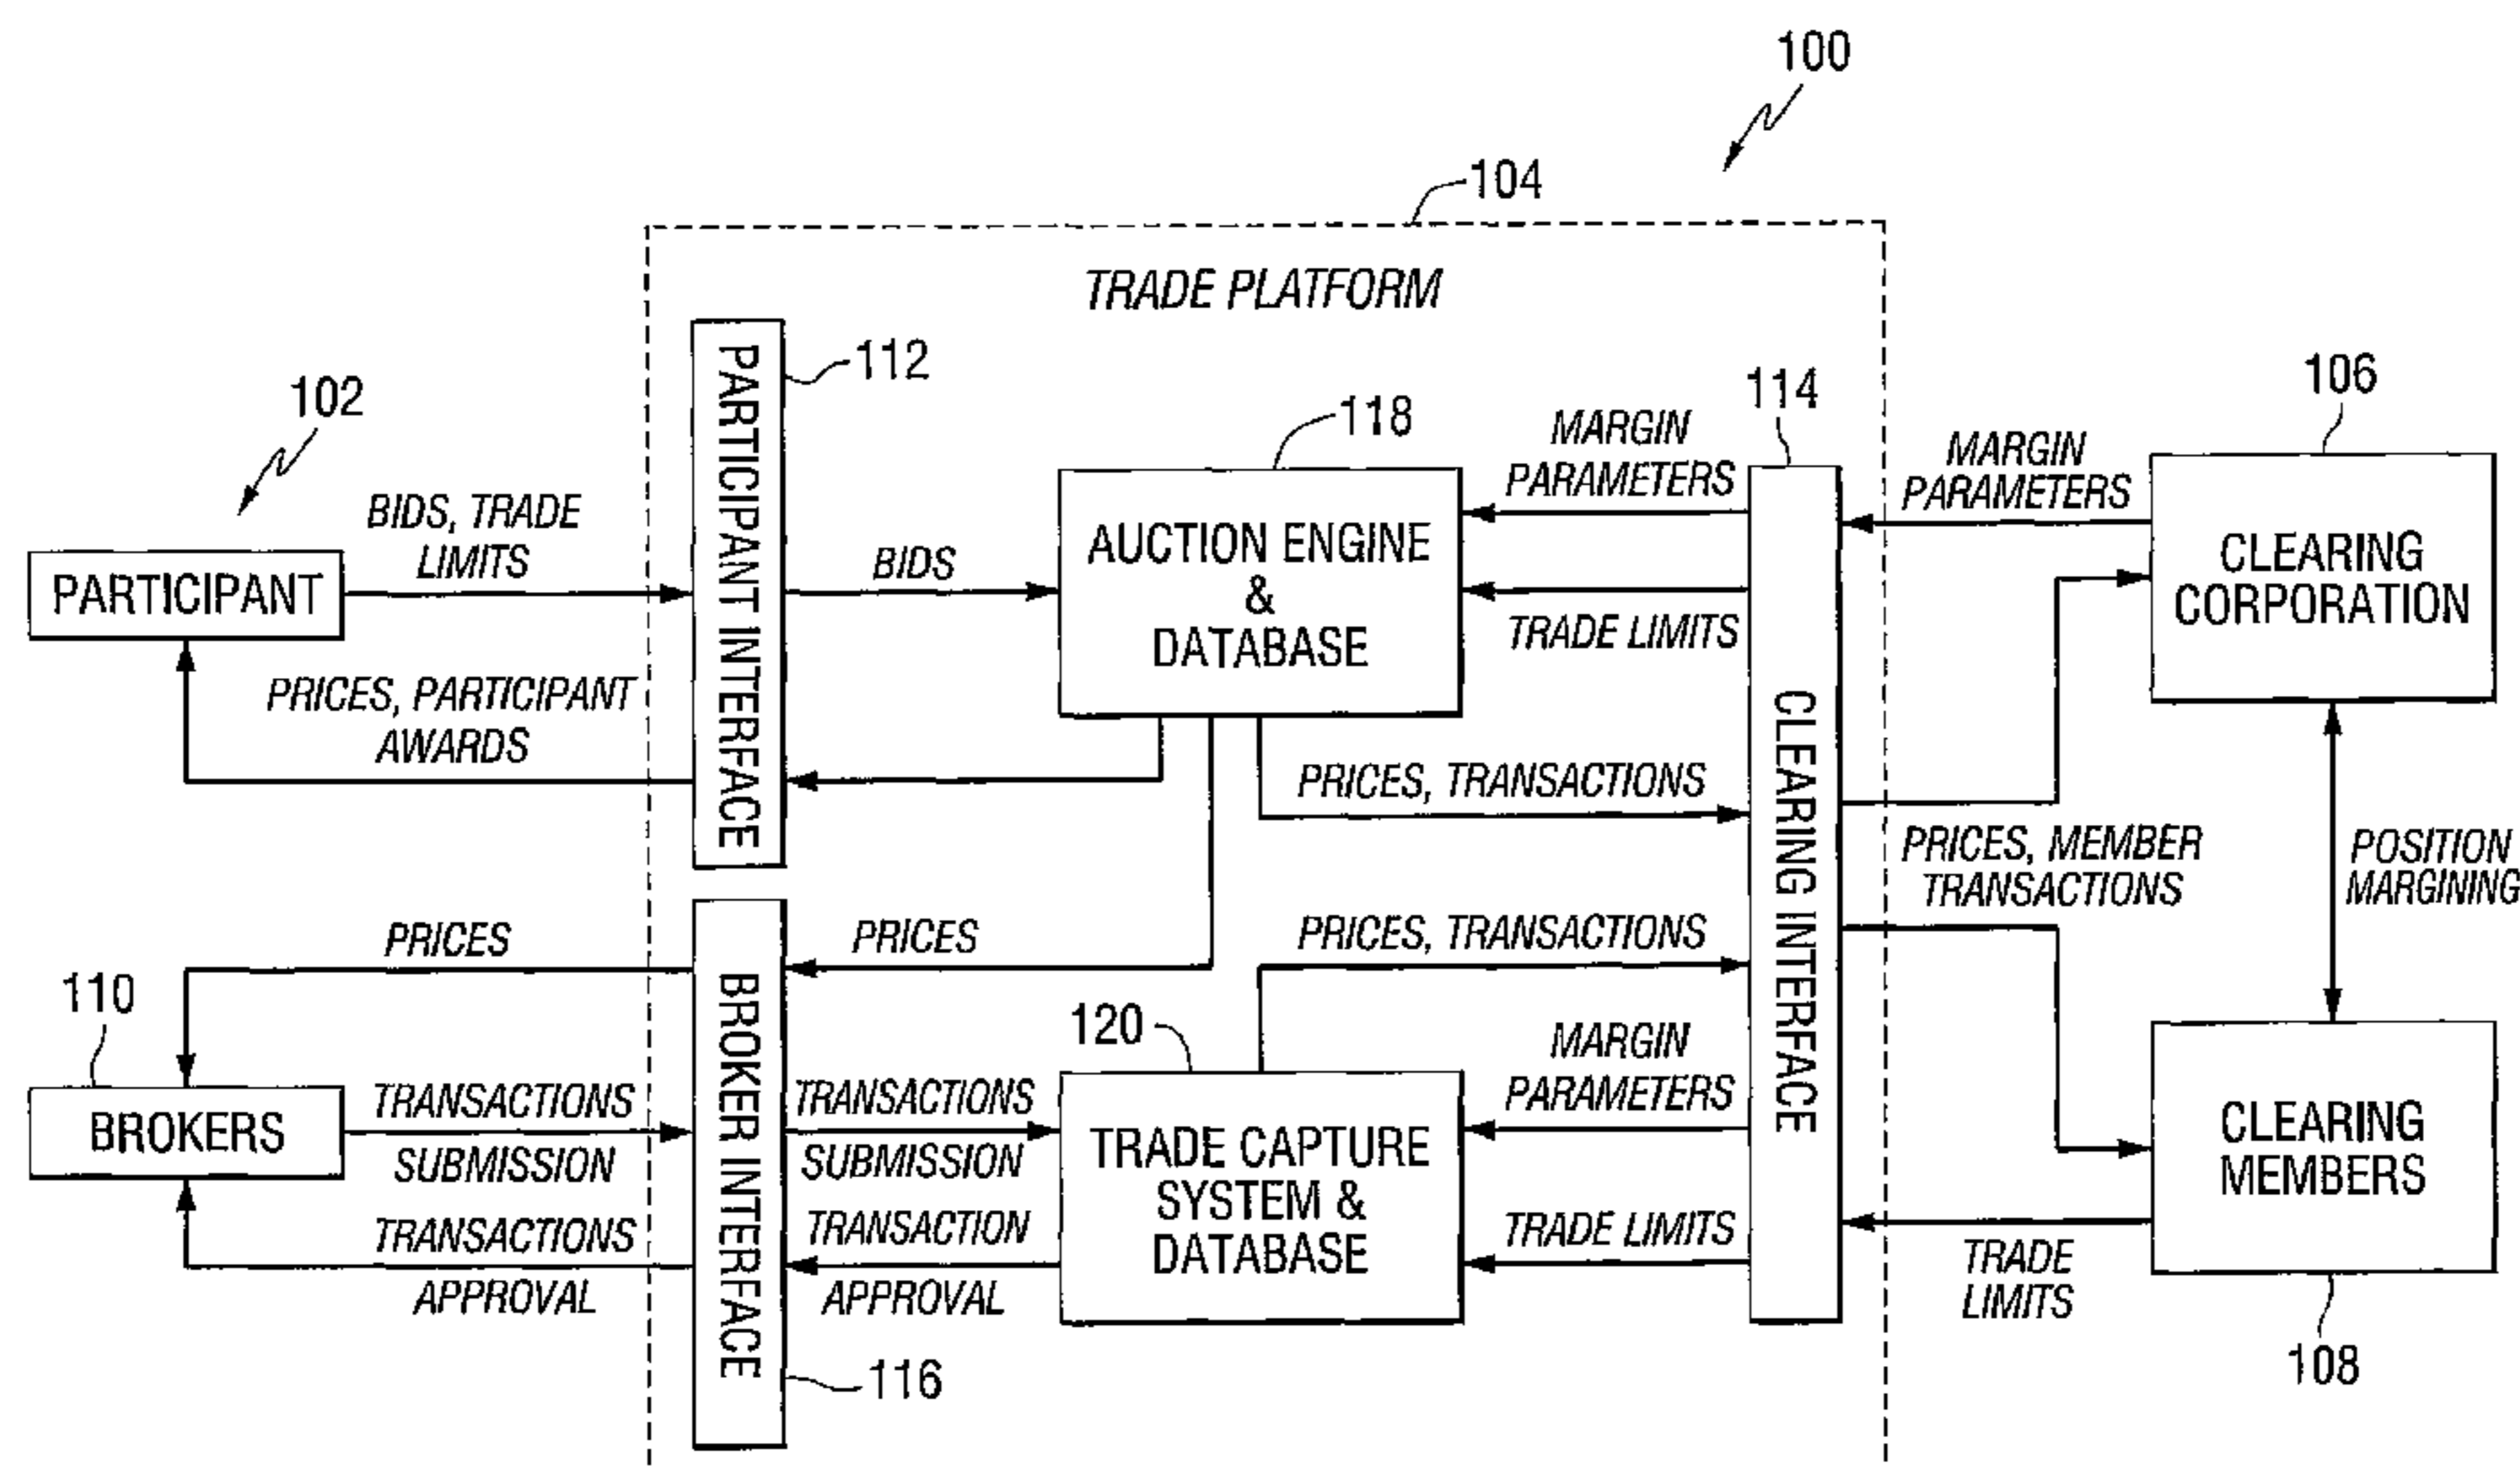 100
104
TRADE PLATFORM
102
PARTICIPANT
BIDS, TRADE
LIMITS
PRICES, PARTICIPANT
AWARDS
PARTICIPANT INTERFACE
112
BIDS
118
AUCTION ENGINE
&
DATABASE
MARGIN
PARAMETERS
TRADE LIMITS
PRICES, TRANSACTIONS
114
CLEARING INTERFACE
MARGIN
PARAMETERS
106
CLEARING
CORPORATION
PRICES, MEMBER
TRANSACTIONS
POSITION
MARGINING
PRICES
110
BROKERS
TRANSACTIONS
SUBMISSION
TRANSACTIONS
APPROVAL
BROKER INTERFACE
116
PRICES
TRANSACTIONS
SUBMISSION
TRANSACTION
APPROVAL
PRICES, TRANSACTIONS
120
TRADE CAPTURE
SYSTEM &
DATABASE
MARGIN
PARAMETERS
TRADE LIMITS
CLEARING
MEMBERS
TRADE
LIMITS
108